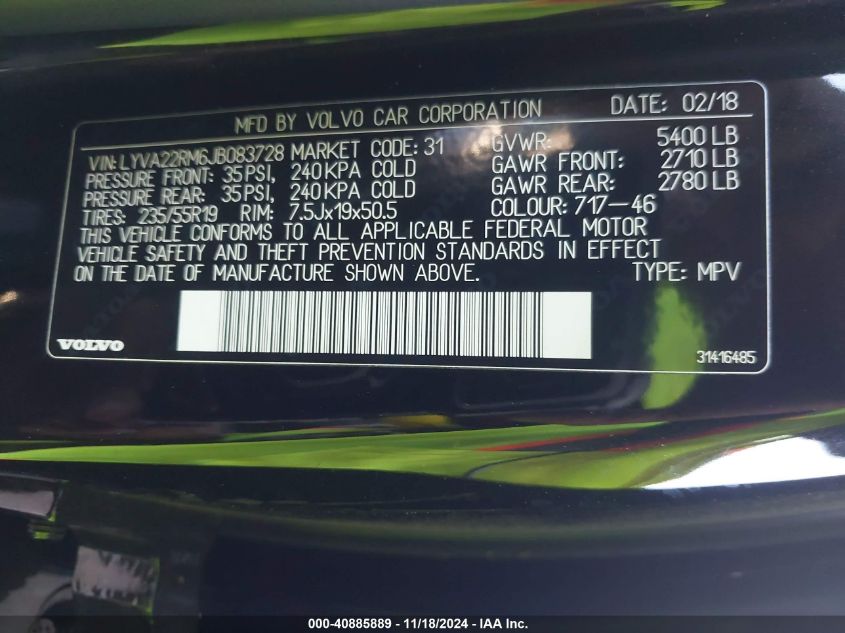 MFD BY VOLVO CAR CORPORATION DATE: 02/18
VIN: LYVA22RM6JB083728 MARKET CODE: 31 GVWR: 5400 LB
PRESSURE FRONT: 35 PSI, 240 KPA COLD GAWR FRONT: 2710 LB
PRESSURE REAR: 35 PSI, 240 KPA COLD GAWR REAR: 2780 LB
TIRES: 235/55R19 RIM: 7.5Jx19x50.5 COLOUR: 717-46
THIS VEHICLE CONFORMS TO ALL APPLICABLE FEDERAL MOTOR
VEHICLE SAFETY AND THEFT PREVENTION STANDARDS IN EFFECT
ON THE DATE OF MANUFACTURE SHOWN ABOVE. TYPE: MPV
VOLVO 31416485
000-40885889 - 11/18/2024 - IAA Inc.